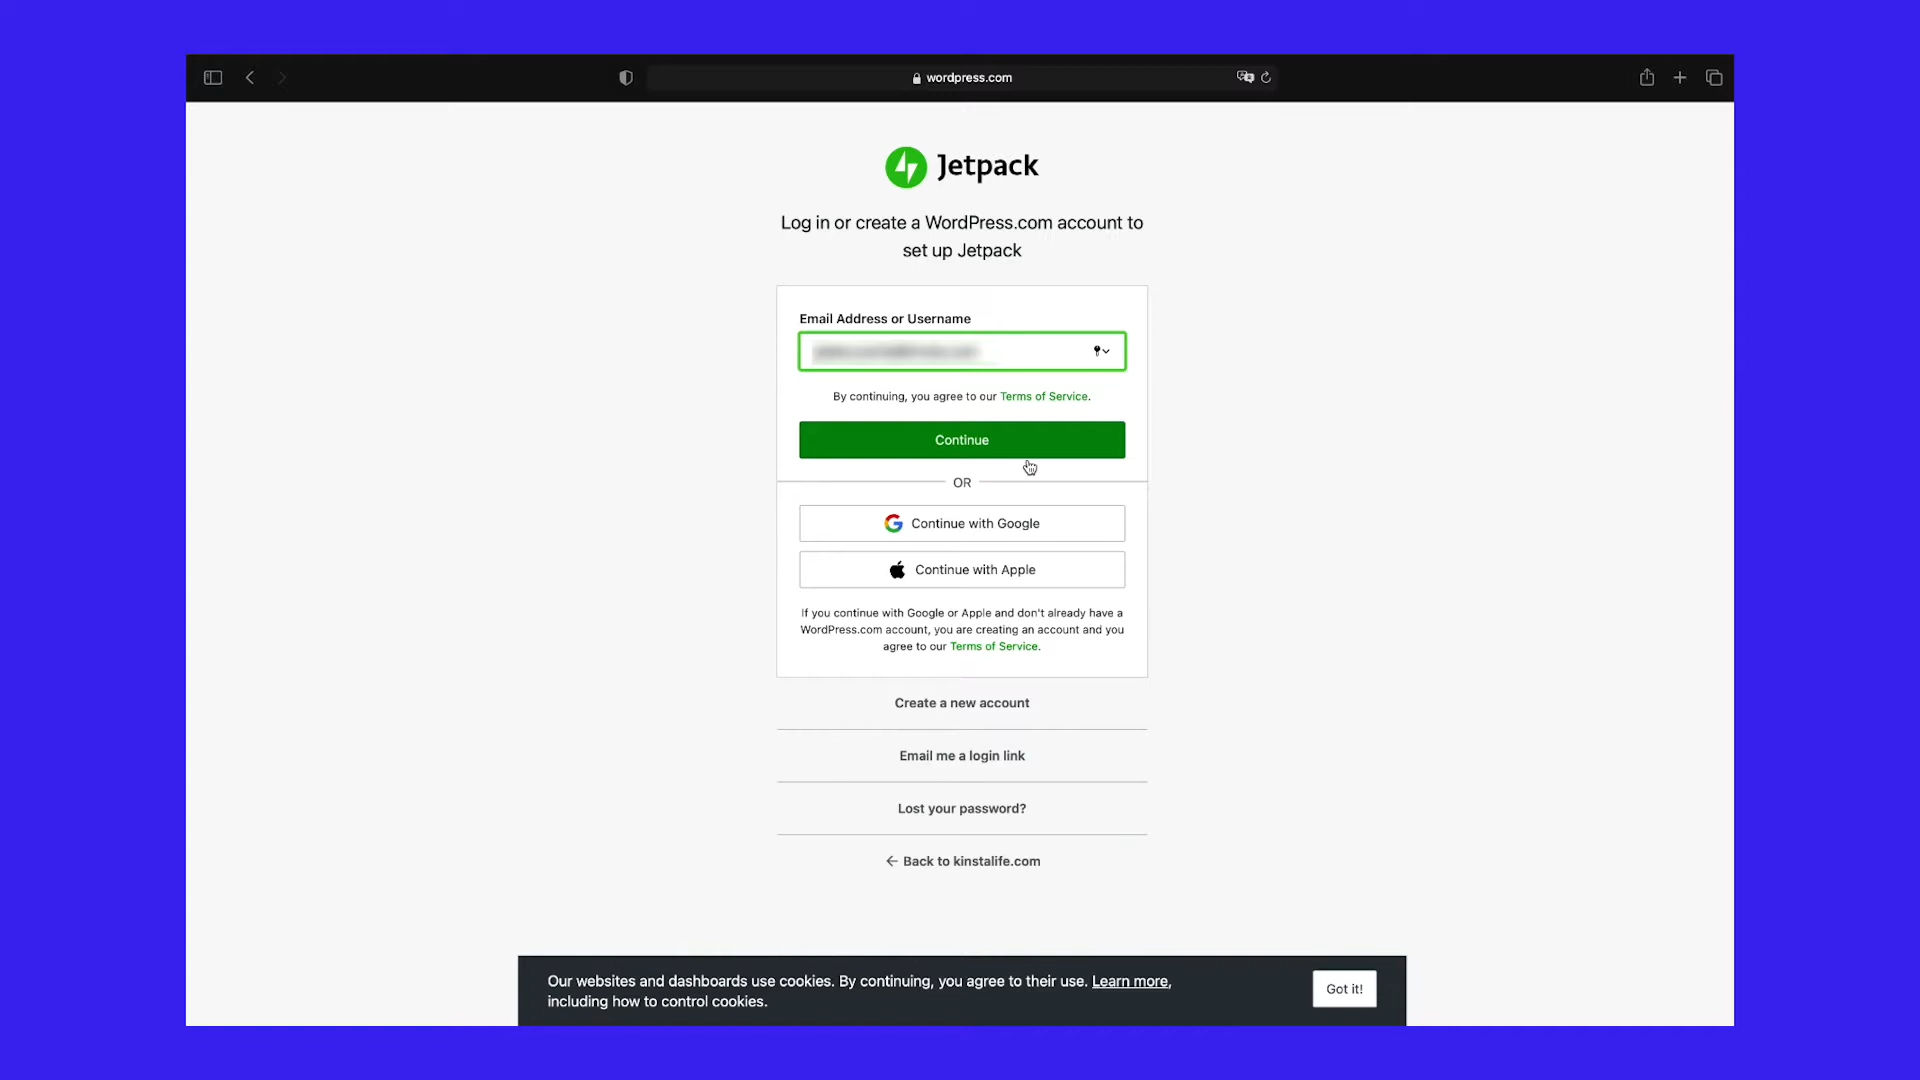 wordpress.com
Jetpack
Log in or create a WordPress.com account to
set up Jetpack
Email Address or Username
By continuing, you agree to our Terms of Service.
Continue
OR
Continue with Google
Continue with Apple
If you continue with Google or Apple and don't already have a
WordPress.com account, you are creating an account and you
agree to our Terms of Service.
Create a new account
Email me a login link
Lost your password?
← Back to kinstalife.com
Our websites and dashboards use cookies. By continuing, you agree to their use. Learn more,
including how to control cookies.
Got it!